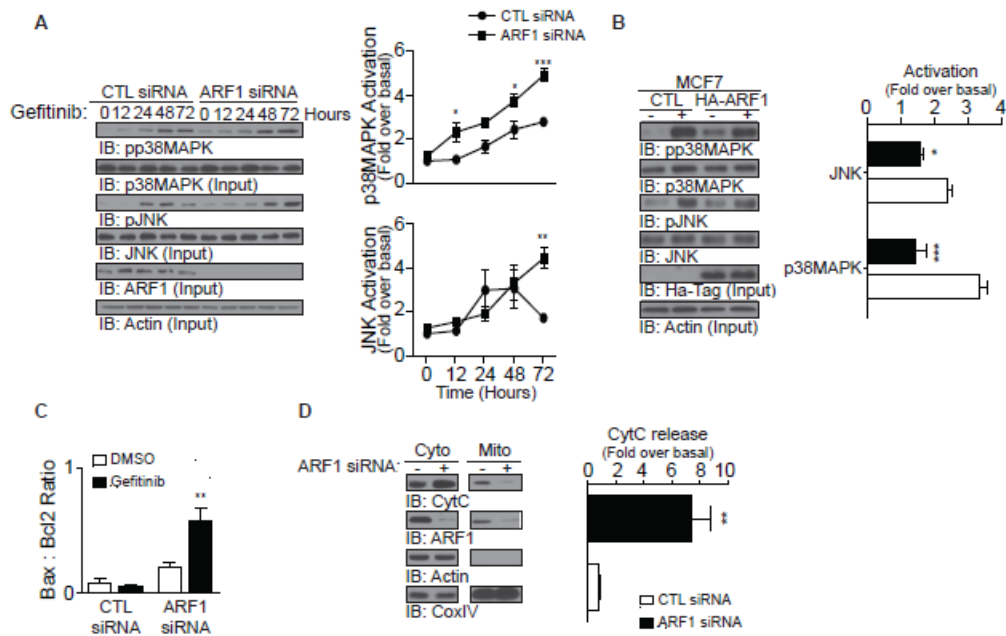 A
CTL siRNA ARF1 siRNA
Gefitinib: 0 12 24 48 72 0 12 24 48 72 Hours
IB: pp38MAPK
IB: p38MAPK (Input)
IB: pJNK
IB: JNK (Input)
IB: ARF1 (Input)
IB: Actin (Input)
CTL siRNA
ARF1 siRNA
p38MAPK Activation
(Fold over basal)
6
4
2
0
* * ***
JNK Activation
(Fold over basal)
6
4
2
0
**
0 12 24 48 72
Time (Hours)
B
MCF7
CTL HA-ARF1
- + - +
IB: pp38MAPK
IB: p38MAPK
IB: pJNK
IB: JNK
IB: Ha-Tag (Input)
IB: Actin (Input)
Activation
(Fold over basal)
0 1 2 3 4
JNK
*
p38MAPK
***
C
DMSO
Gefitinib
Bax : Bcl2 Ratio
1
0
**
CTL siRNA
ARF1 siRNA
D
Cyto Mito
ARF1 siRNA: - + - +
IB: CytC
IB: ARF1
IB: Actin
IB: CoxIV
CytC release
(Fold over basal)
0 2 4 6 8 10
**
CTL siRNA
ARF1 siRNA